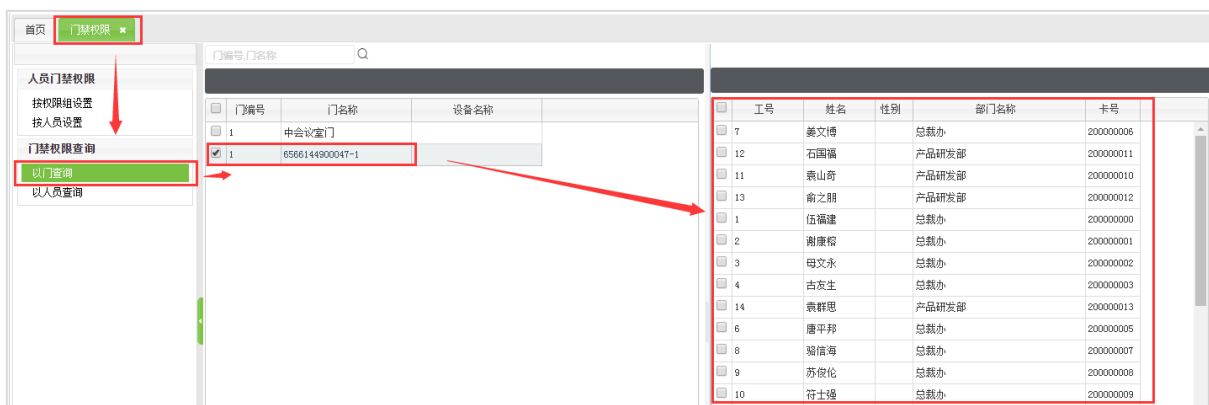 首页 门禁权限 ×
门编号,门名称
人员门禁权限
按权限组设置
按人员设置
门禁权限查询
以门查询
以人员查询
门编号 门名称 设备名称
1 中会议室门
1 6566144900047-1
工号 姓名 性别 部门名称 卡号
7 姜文博 总裁办 200000006
12 石国福 产品研发部 200000011
11 袁山奇 产品研发部 200000010
13 俞之朋 产品研发部 200000012
1 伍福建 总裁办 200000000
2 谢康榕 总裁办 200000001
3 母文永 总裁办 200000002
4 古友生 总裁办 200000003
14 袁群思 产品研发部 200000013
6 唐平邦 总裁办 200000005
8 骆信海 总裁办 200000007
9 苏俊伦 总裁办 200000008
10 符士强 总裁办 200000009